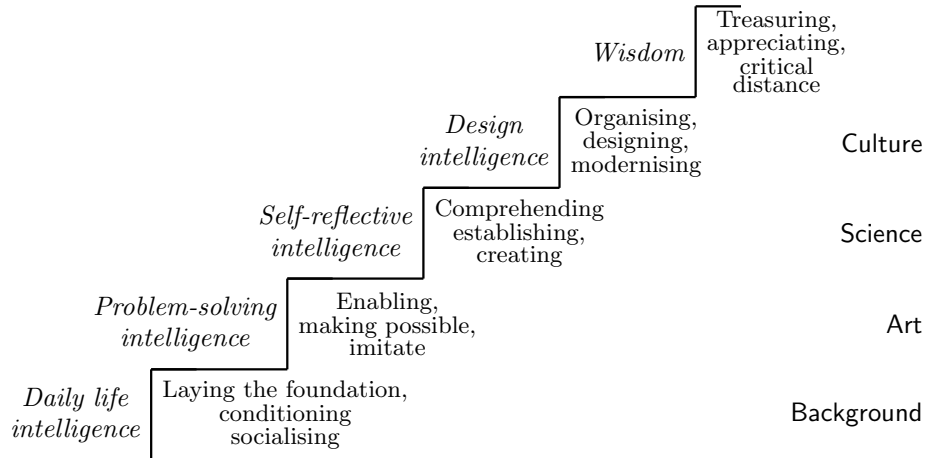 Wisdom
Treasuring,
appreciating,
critical
distance
Design
intelligence
Organising,
designing,
modernising
Culture
Self-reflective
intelligence
Comprehending
establishing,
creating
Science
Problem-solving
intelligence
Enabling,
making possible,
imitate
Art
Daily life
intelligence
Laying the foundation,
conditioning
socialising
Background